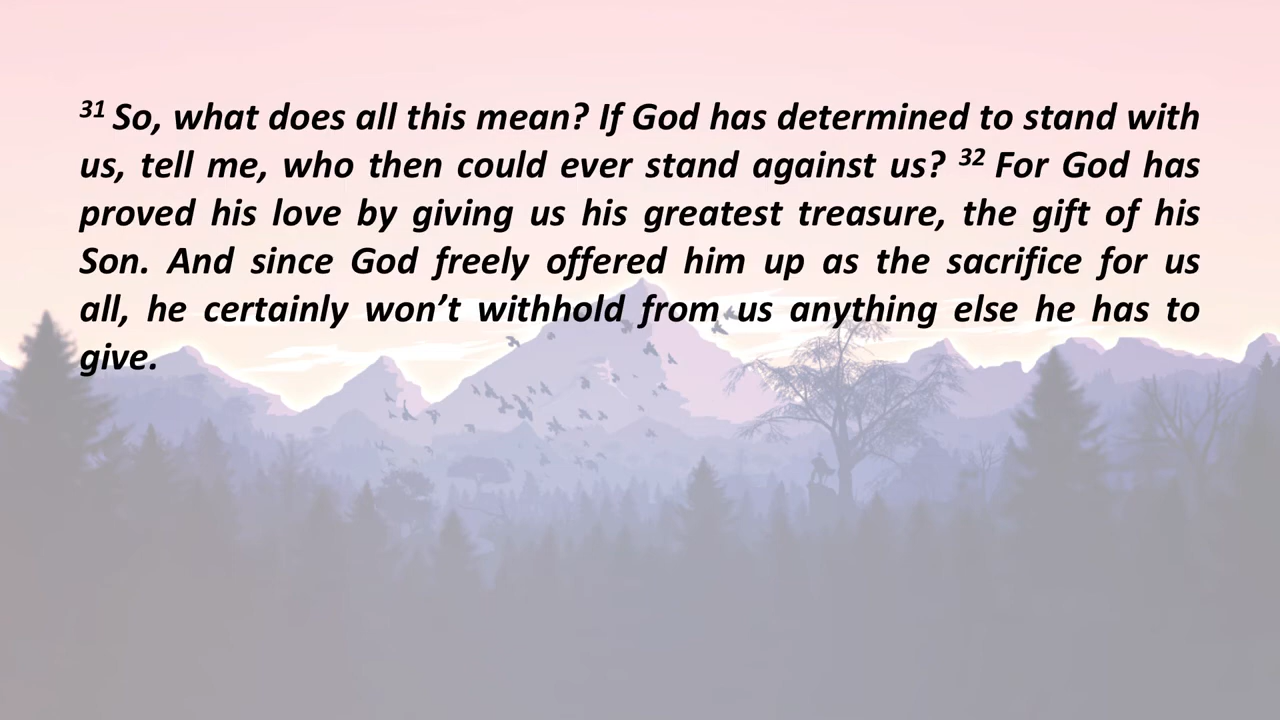 31 So, what does all this mean? If God has determined to stand with
us, tell me, who then could ever stand against us? 32 For God has
proved his love by giving us his greatest treasure, the gift of his
Son. And since God freely offered him up as the sacrifice for us
all, he certainly won’t withhold from us anything else he has to
give.